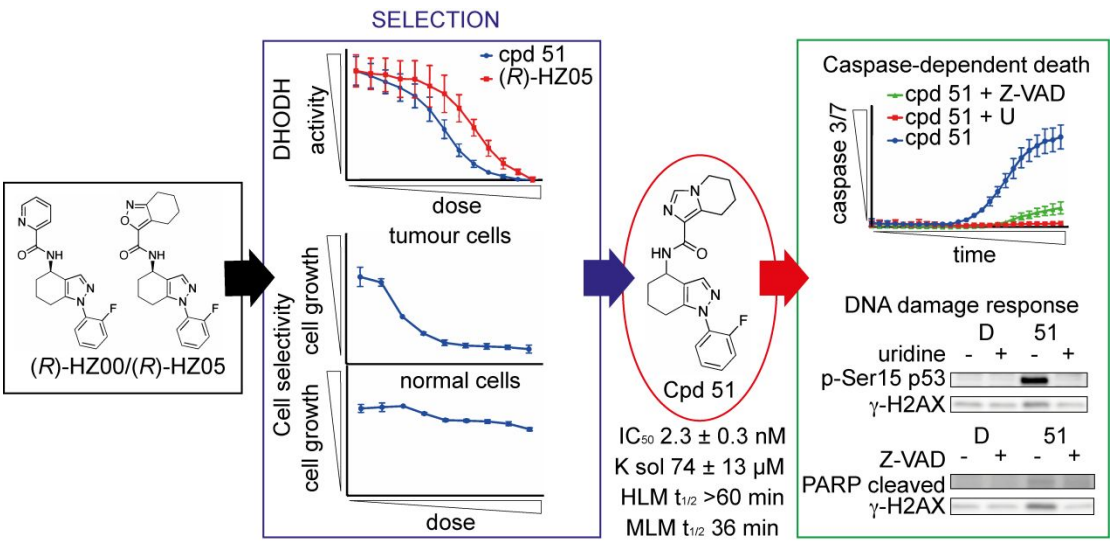 SELECTION
cpd 51
(R)-HZ05
DHODH
activity
dose
tumour cells
cell growth
normal cells
cell growth
Cell selectivity
dose
N
O
N
O
NH
N
N
F
N
O
N
O
NH
N
N
F
(R)-HZ00/(R)-HZ05
N
N
HN
O
N
N
F
Cpd 51
IC₅₀ 2.3 ± 0.3 nM
K sol 74 ± 13 µM
HLM t₁/₂ >60 min
MLM t₁/₂ 36 min
Caspase-dependent death
cpd 51 + Z-VAD
cpd 51 + U
cpd 51
caspase 3/7
time
DNA damage response
D 51
uridine - + - +
p-Ser15 p53
γ-H2AX
D 51
Z-VAD - + - +
PARP cleaved
γ-H2AX